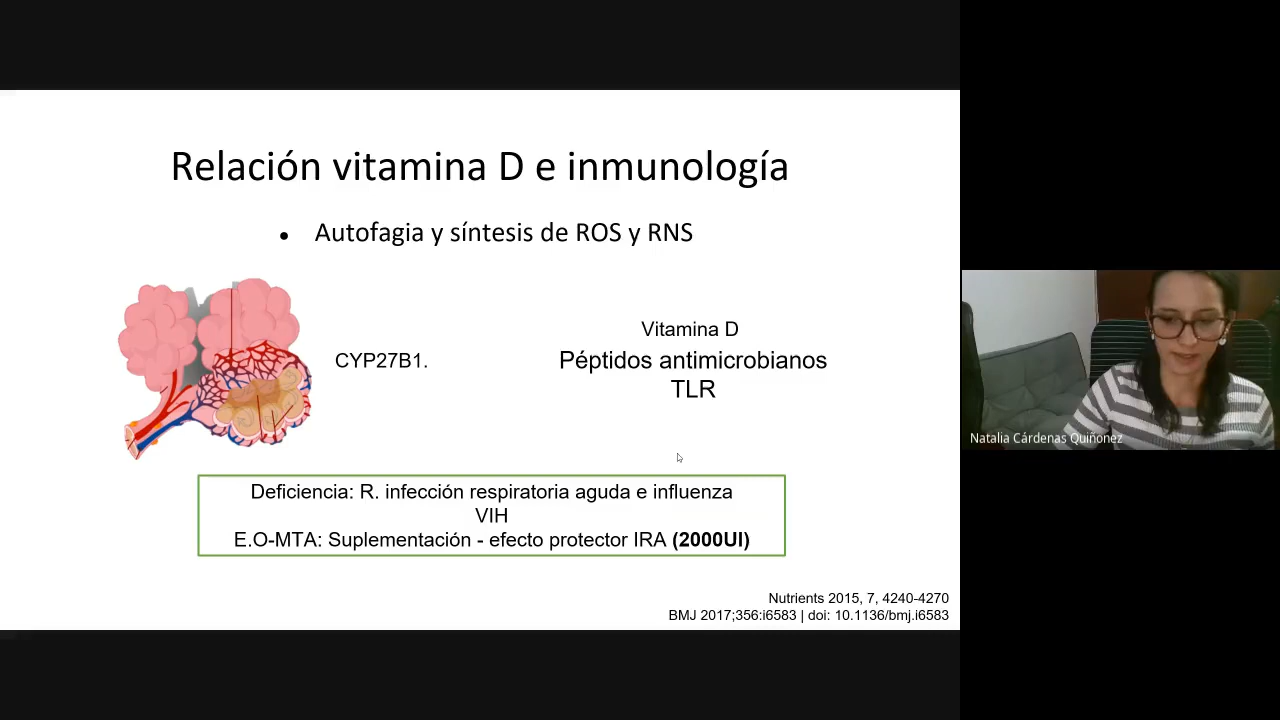 Relación vitamina D e inmunología
● Autofagia y síntesis de ROS y RNS
CYP27B1.
Vitamina D
Péptidos antimicrobianos
TLR
Deficiencia: R. infección respiratoria aguda e influenza
VIH
E.O-MTA: Suplementación - efecto protector IRA (2000UI)
Nutrients 2015, 7, 4240-4270
BMJ 2017;356:i6583 | doi: 10.1136/bmj.i6583
Natalia Cárdenas Quiñonez